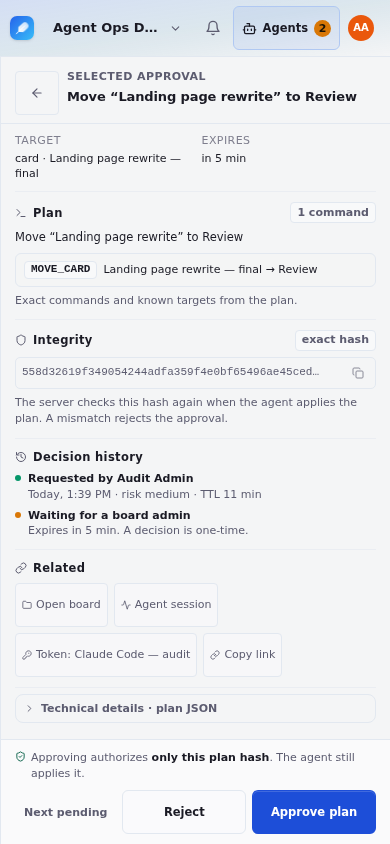 Agent Ops D…
Agents 2
AA
SELECTED APPROVAL
Move “Landing page rewrite” to Review
TARGET
card · Landing page rewrite — final
EXPIRES
in 5 min
Plan
1 command
Move “Landing page rewrite” to Review
MOVE_CARD Landing page rewrite — final → Review
Exact commands and known targets from the plan.
Integrity
exact hash
558d32619f349054244adfa359f4e0bf65496ae45ced…
The server checks this hash again when the agent applies the
plan. A mismatch rejects the approval.
Decision history
Requested by Audit Admin
Today, 1:39 PM · risk medium · TTL 11 min
Waiting for a board admin
Expires in 5 min. A decision is one-time.
Related
Open board
Agent session
Token: Claude Code — audit
Copy link
Technical details · plan JSON
Approving authorizes only this plan hash. The agent still
applies it.
Next pending
Reject
Approve plan